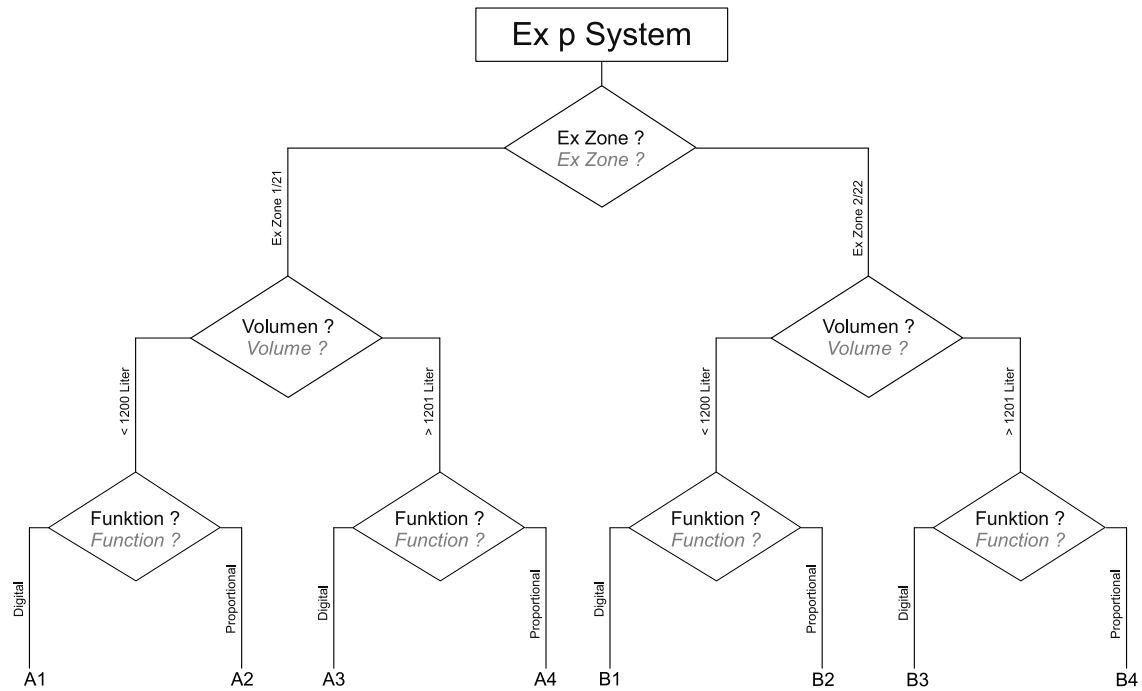 Ex p System
Ex Zone ?
Ex Zone ?
Ex Zone 1/21
Ex Zone 2/22
Volumen ?
Volume ?
Volumen ?
Volume ?
< 1200 Liter
> 1201 Liter
< 1200 Liter
> 1201 Liter
Funktion ?
Function ?
Funktion ?
Function ?
Funktion ?
Function ?
Funktion ?
Function ?
Digital
Proportional
Digital
Proportional
Digital
Proportional
Digital
Proportional
A1
A2
A3
A4
B1
B2
B3
B4